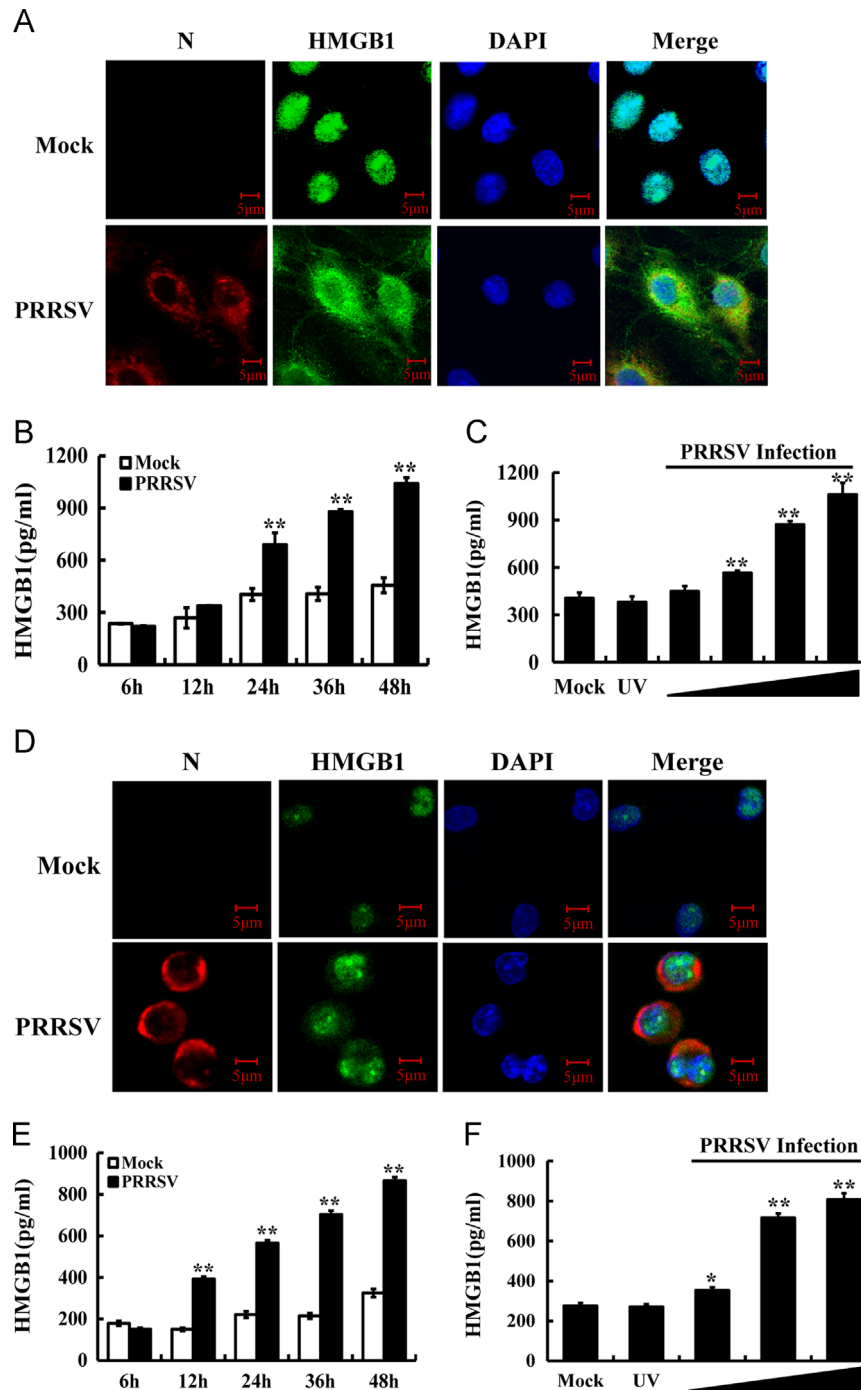 A
N HMGB1 DAPI Merge
Mock
5μm 5μm 5μm 5μm
PRRSV
5μm 5μm 5μm 5μm
B
HMGB1(pg/ml)
1200
900
600
300
0
Mock
PRRSV
**
**
**
6h 12h 24h 36h 48h
C
PRRSV Infection
HMGB1(pg/ml)
1200
900
600
300
0
**
**
**
Mock UV
D
N HMGB1 DAPI Merge
Mock
5μm 5μm 5μm 5μm
PRRSV
5μm 5μm 5μm 5μm
E
HMGB1(pg/ml)
1000
800
600
400
200
0
Mock
PRRSV
**
**
**
**
6h 12h 24h 36h 48h
F
PRRSV Infection
HMGB1(pg/ml)
1000
800
600
400
200
0
*
**
**
Mock UV